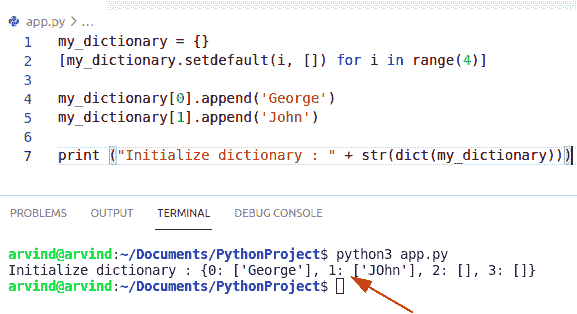 app.py > ...
1 my_dictionary = {}
2 [my_dictionary.setdefault(i, []) for i in range(4)]
3
4 my_dictionary[0].append('George')
5 my_dictionary[1].append('John')
6
7 print ("Initialize dictionary : " + str(dict(my_dictionary)))
PROBLEMS OUTPUT TERMINAL DEBUG CONSOLE
arvind@arvind:~/Documents/PythonProject$ python3 app.py
Initialize dictionary : {0: ['George'], 1: ['JOhn'], 2: [], 3: []}
arvind@arvind:~/Documents/PythonProject$